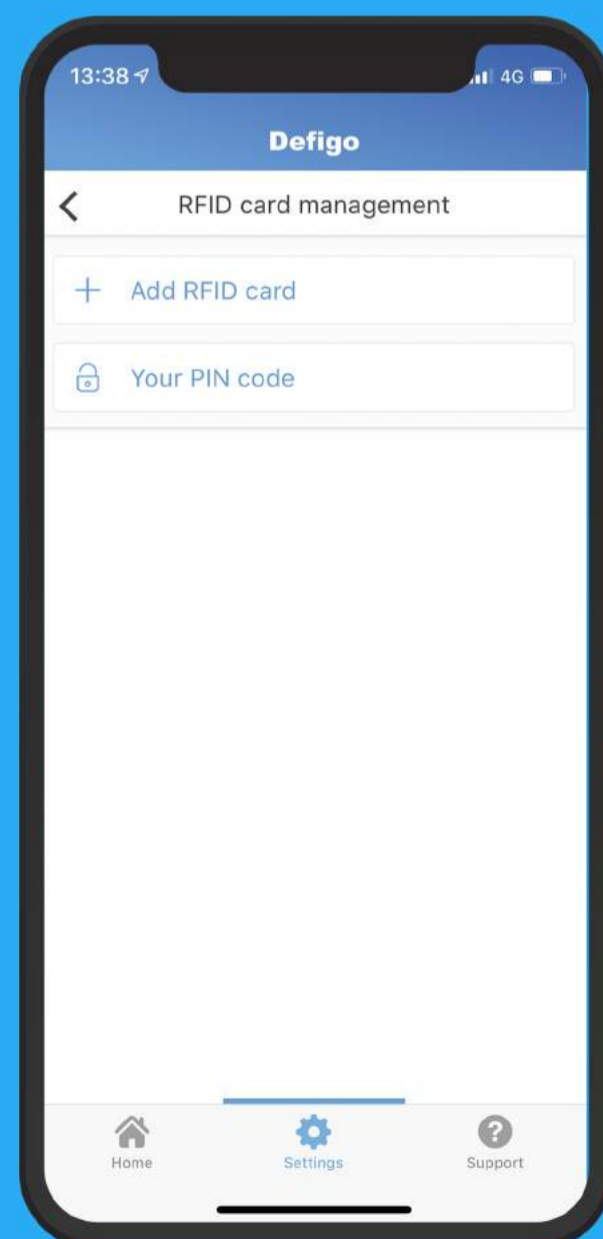 13:38
4G
Defigo
RFID card management
Add RFID card
Your PIN code
Home
Settings
Support